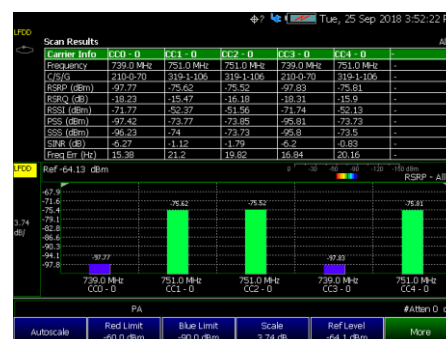 Tue, 25 Sep 2018 3:52:22 P
LFDD
Scan Results Al
Carrier Info CC0 - 0 CC1 - 0 CC2 - 0 CC3 - 0 CC4 - 0 -
Frequency 739.0 MHz 751.0 MHz 751.0 MHz 739.0 MHz 751.0 MHz -
C/S/G 210-0-70 319-1-106 319-1-106 210-0-70 319-1-106 -
RSRP (dBm) -97.77 -75.62 -75.52 -97.83 -75.81 -
RSRQ (dB) -18.23 -15.47 -16.18 -18.31 -15.9 -
RSSI (dBm) -71.77 -52.37 -51.56 -71.74 -52.13 -
PSS (dBm) -97.42 -73.77 -73.85 -95.81 -73.73 -
SSS (dBm) -96.23 -74 -73.73 -95.8 -73.5 -
SINR (dB) -6.27 -1.12 -1.79 -6.2 -0.83 -
Freq Err (Hz) 15.38 21.2 19.82 16.84 20.16 -
LFDD Ref -64.13 dBm 0 -30 -60 -90 -120 -150 dBm
RSRP - All
-67.9
-71.6
-75.4 -75.62 -75.52 -75.81
3.74 -79.1
dB/ -82.8
-86.6
-90.3
-94.1
-97.8 -97.77 -97.83
739.0 MHz 751.0 MHz 751.0 MHz 739.0 MHz 751.0 MHz
CC0 - 0 CC1 - 0 CC2 - 0 CC3 - 0 CC4 - 0
PA #Atten 0
Autoscale Red Limit Blue Limit Scale Ref Level More
-60.0 dBm -90.0 dBm 3.74 dB -64.1 dBm